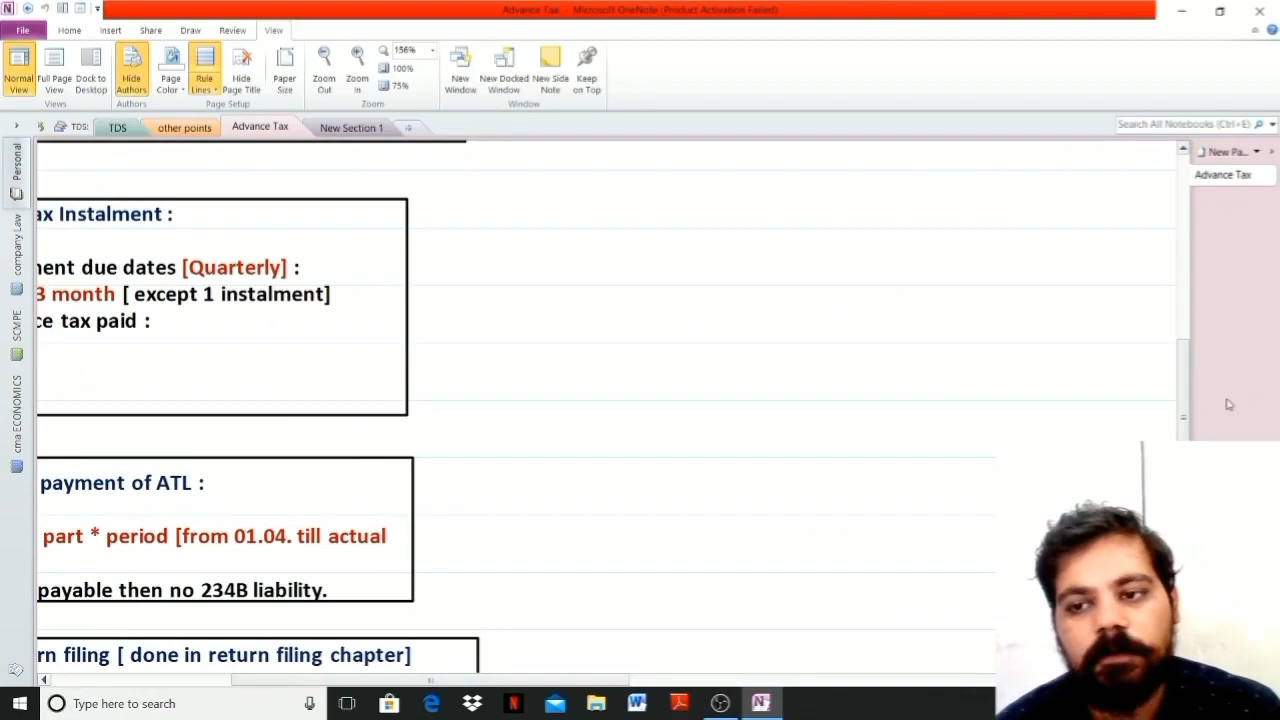 Advance Tax - Microsoft OneNote (Product Activation Failed)
File Home Insert Share Draw Review View
Normal View
Full Page View
Dock to Desktop
Hide Authors
Page Color
Rule Lines
Hide Page Title
Paper Size
Zoom Out
Zoom In
156%
100%
75%
New Window
New Docked Window
New Side Note
Keep on Top
Views Authors Page Setup Zoom Window
TDS: TDS other points Advance Tax New Section 1
Search All Notebooks (Ctrl+E)
New Pa...
Advance Tax
Personal
company Law
SCMPE
cma ECONOMICS
ax Instalment :
ent due dates [Quarterly] :
3 month [ except 1 instalment]
ce tax paid :
payment of ATL :
part * period [from 01.04. till actual
payable then no 234B liability.
rn filing [ done in return filing chapter]
Type here to search